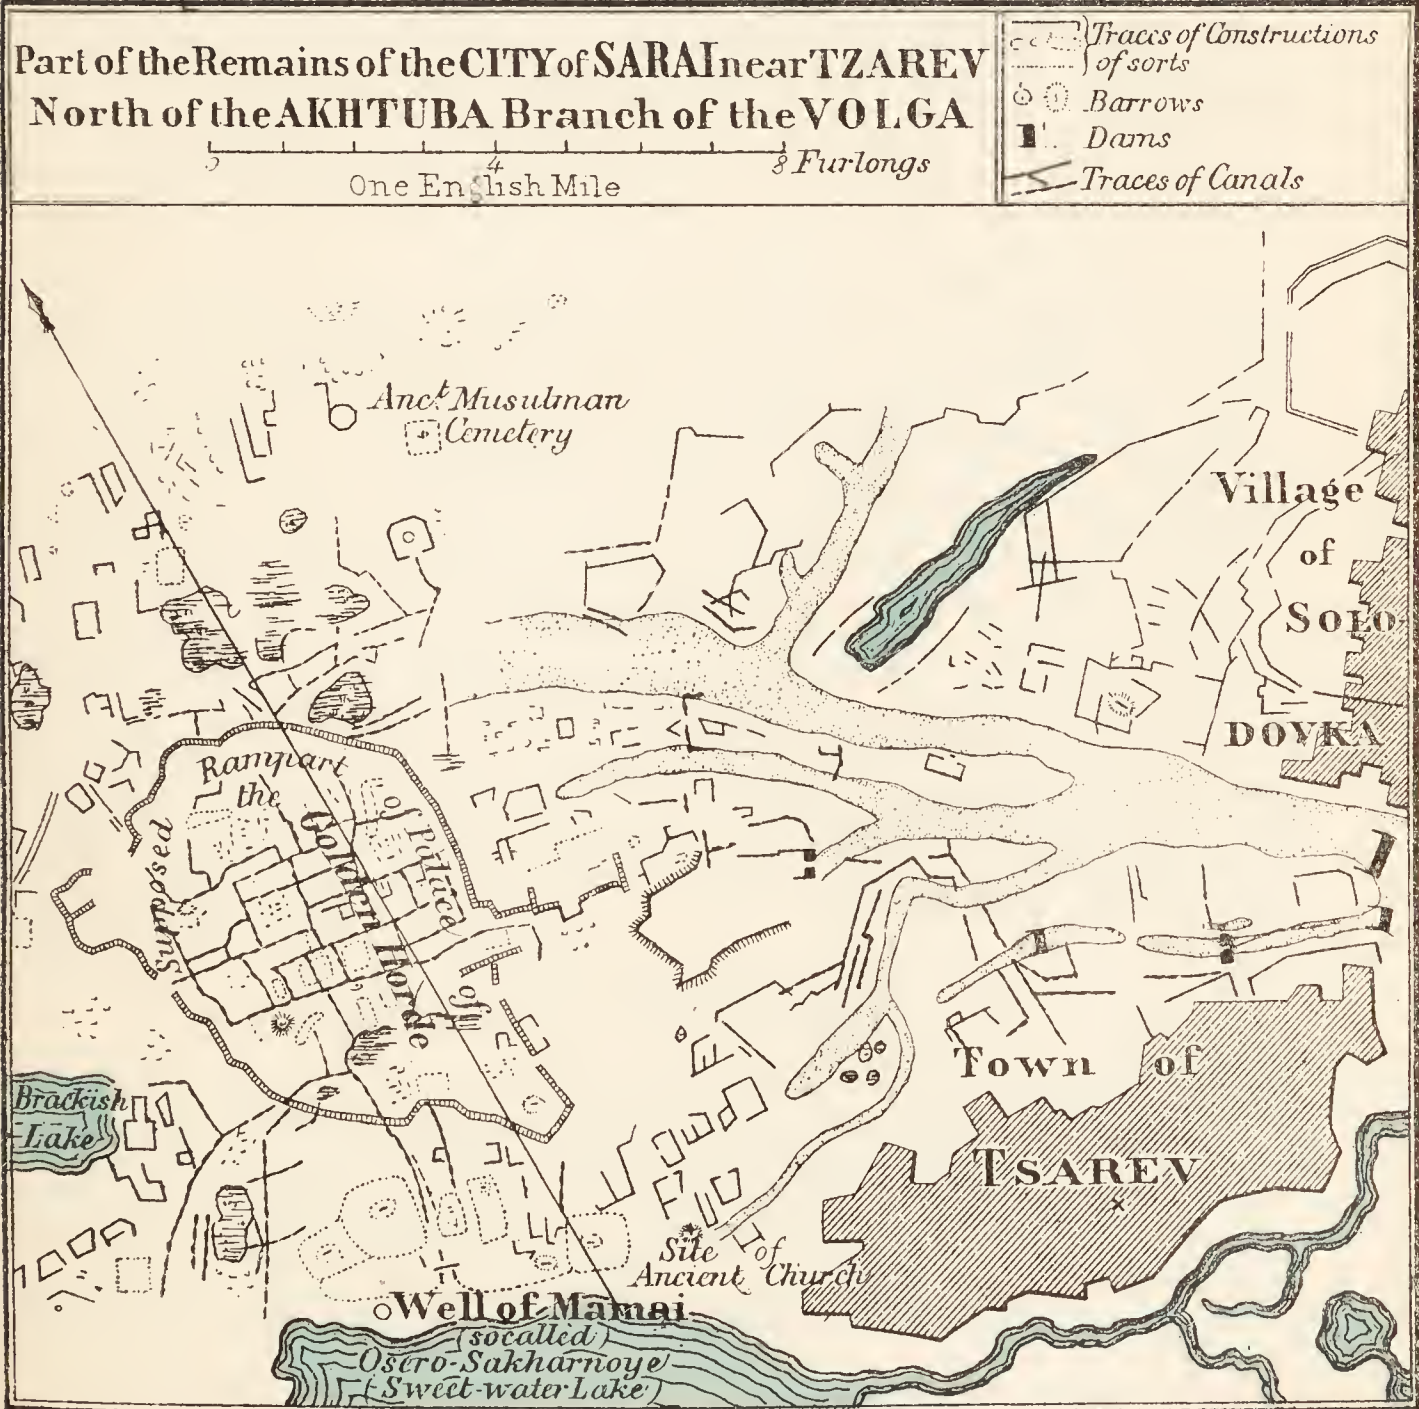 Part of the Remains of the CITY of SARAI near TZAREV
North of the AKHTUBA Branch of the VOLGA
0 4 8 Furlongs
One English Mile
Traces of Constructions
of sorts
Barrows
Dams
Traces of Canals
Anct. Musulman
Cemetery
Village
of
SOLO-
DOVKA
Supposed Rampart of
the Palace of
the Golden Horde
Brackish
Lake
Town of
TSAREV
Site of
Ancient Church
Well of Mamai
(socalled)
Osero-Sakharnoye
(Sweet-water Lake)